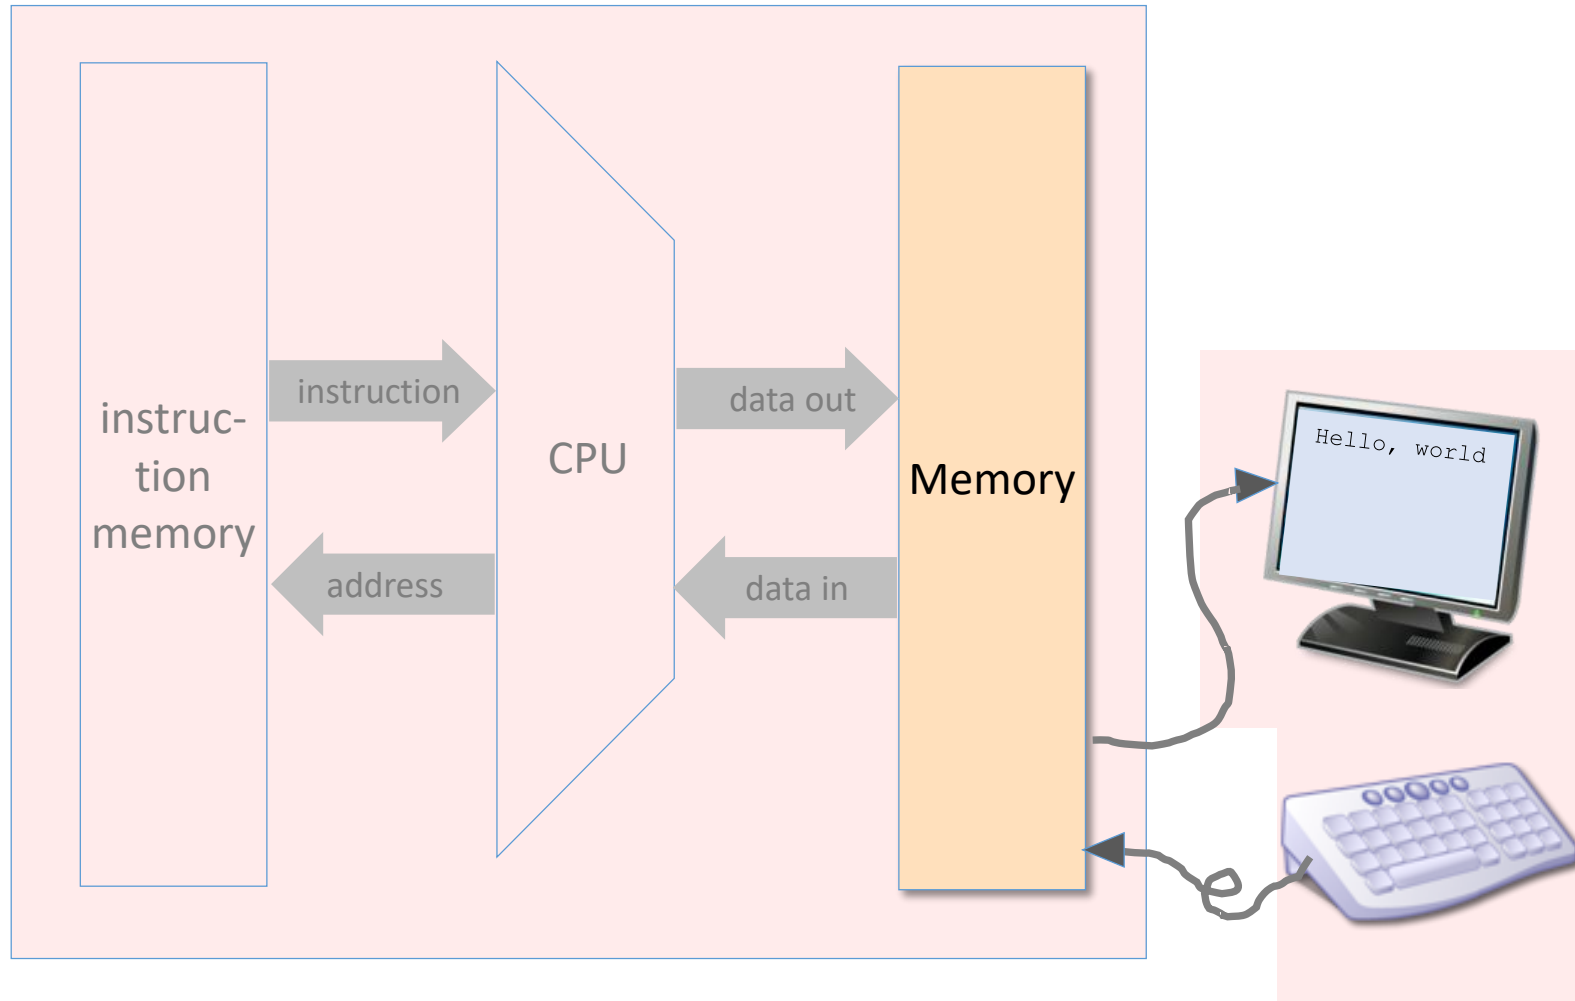 instruc-
tion
memory
instruction
address
CPU
data out
data in
Memory
Hello, world